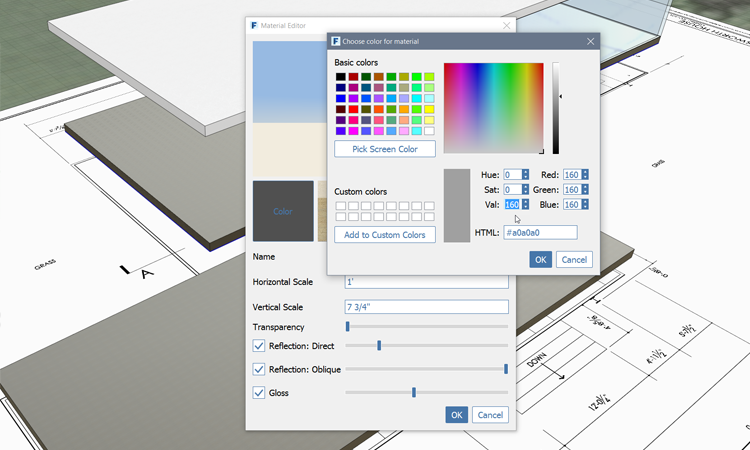 F Material Editor
F Choose color for material
Basic colors
Pick Screen Color
Custom colors
Add to Custom Colors
Hue: 0 Red: 160
Sat: 0 Green: 160
Val: 160 Blue: 160
HTML: #a0a0a0
OK Cancel
Color
Name
Horizontal Scale 1'
Vertical Scale 7 3/4"
Transparency
Reflection: Direct
Reflection: Oblique
Gloss
OK Cancel
GRASS
A
GRASS
DOWN